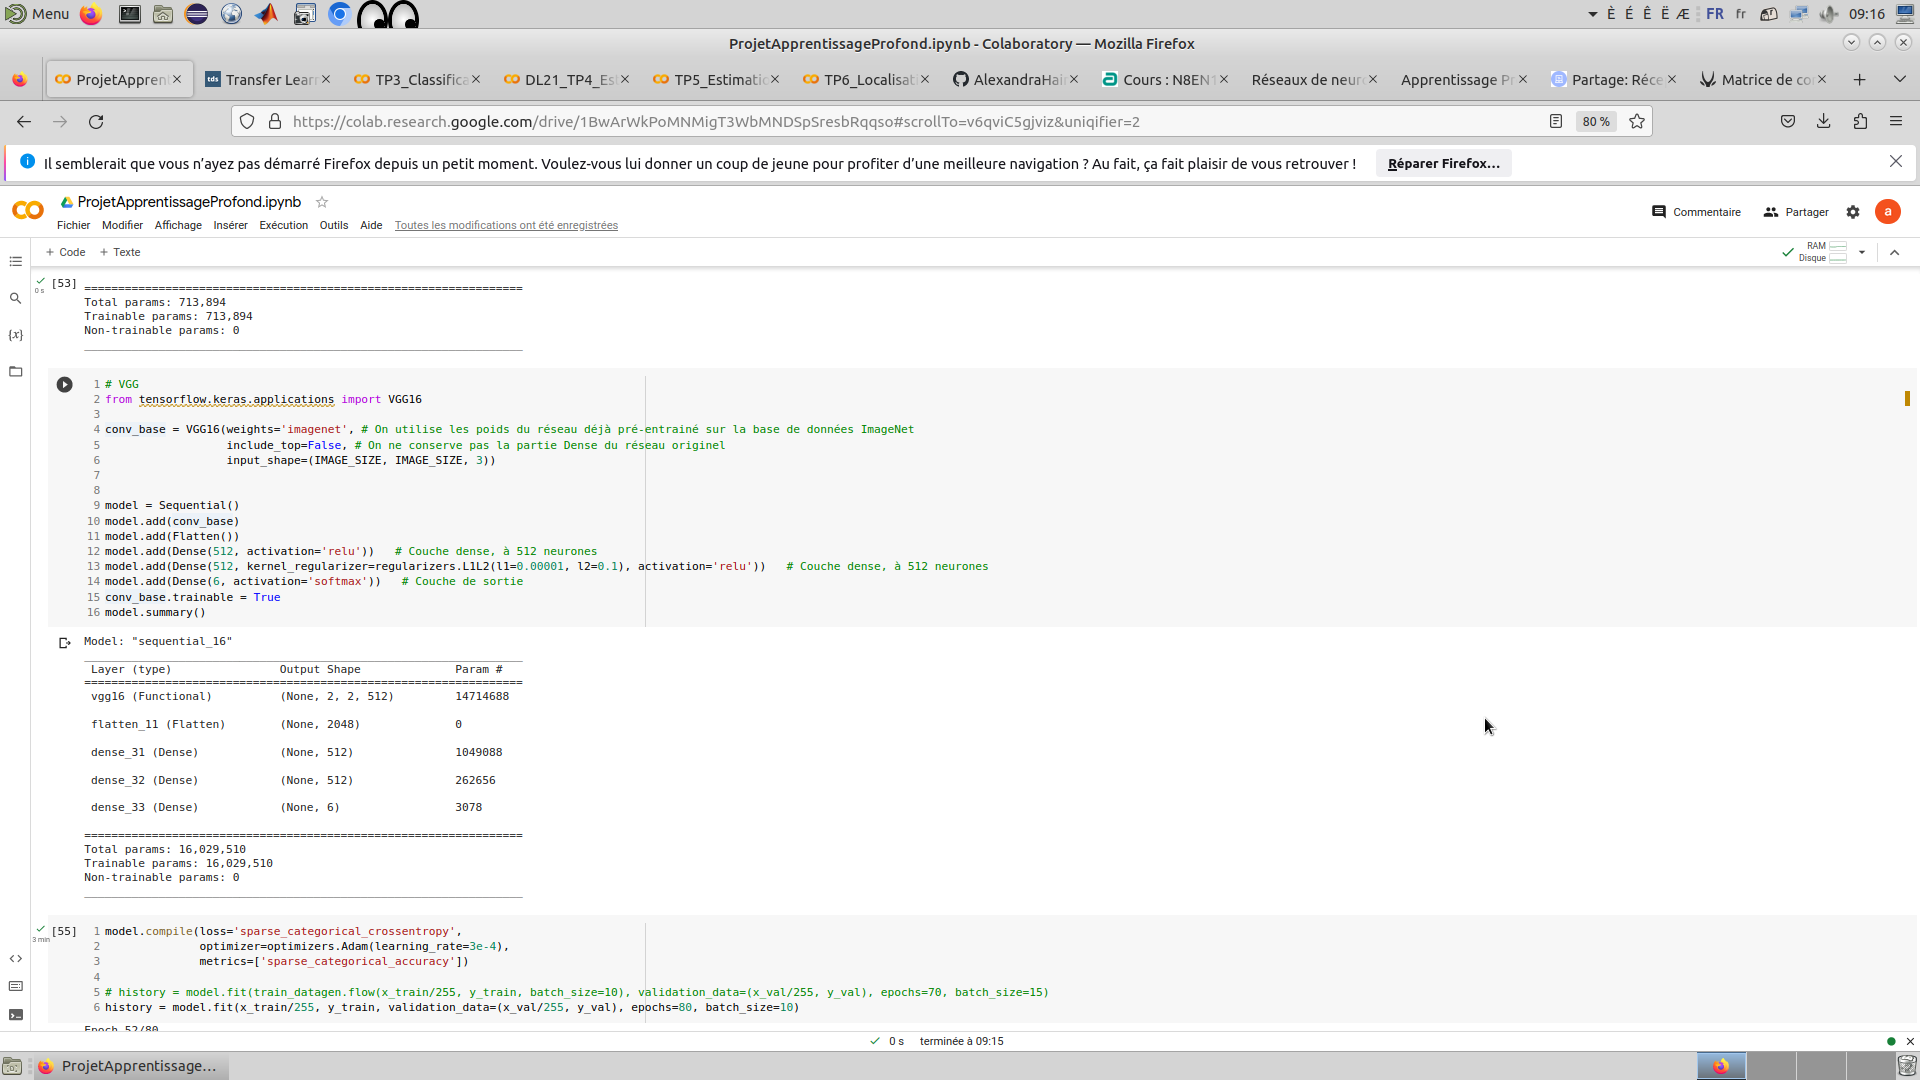 Menu È É Ê Ë Æ FR fr 09:16
ProjetApprentissageProfond.ipynb - Colaboratory — Mozilla Firefox
ProjetAppren Transfer Lear TP3_Classifica DL21_TP4_Es TP5_Estimatio TP6_Localisat AlexandraHai Cours : N8EN1 Réseaux de neuro Apprentissage P Partage: Réce Matrice de co
https://colab.research.google.com/drive/1BwArWkPoMNMigT3WbMNDSpSresbRqqso#scrollTo=v6qviC5gjviz&uniqifier=2 80 %
Il semblerait que vous n’ayez pas démarré Firefox depuis un petit moment. Voulez-vous lui donner un coup de jeune pour profiter d’une meilleure navigation ? Au fait, ça fait plaisir de vous retrouver ! Réparer Firefox…
ProjetApprentissageProfond.ipynb
Commentaire Partager a
Fichier Modifier Affichage Insérer Exécution Outils Aide Toutes les modifications ont été enregistrées
+ Code + Texte RAM Disque
[53] =================================================================
0 s
Total params: 713,894
Trainable params: 713,894
Non-trainable params: 0
_________________________________________________________________
1 # VGG
2 from tensorflow.keras.applications import VGG16
3
4 conv_base = VGG16(weights='imagenet', # On utilise les poids du réseau déjà pré-entrainé sur la base de données ImageNet
5 include_top=False, # On ne conserve pas la partie Dense du réseau originel
6 input_shape=(IMAGE_SIZE, IMAGE_SIZE, 3))
7
8
9 model = Sequential()
10 model.add(conv_base)
11 model.add(Flatten())
12 model.add(Dense(512, activation='relu')) # Couche dense, à 512 neurones
13 model.add(Dense(512, kernel_regularizer=regularizers.L1L2(l1=0.00001, l2=0.1), activation='relu')) # Couche dense, à 512 neurones
14 model.add(Dense(6, activation='softmax')) # Couche de sortie
15 conv_base.trainable = True
16 model.summary()
Model: "sequential_16"
_________________________________________________________________
Layer (type) Output Shape Param #
=================================================================
vgg16 (Functional) (None, 2, 2, 512) 14714688
flatten_11 (Flatten) (None, 2048) 0
dense_31 (Dense) (None, 512) 1049088
dense_32 (Dense) (None, 512) 262656
dense_33 (Dense) (None, 6) 3078
=================================================================
Total params: 16,029,510
Trainable params: 16,029,510
Non-trainable params: 0
_________________________________________________________________
[55] 1 model.compile(loss='sparse_categorical_crossentropy',
3 min
2 optimizer=optimizers.Adam(learning_rate=3e-4),
3 metrics=['sparse_categorical_accuracy'])
4
5 # history = model.fit(train_datagen.flow(x_train/255, y_train, batch_size=10), validation_data=(x_val/255, y_val), epochs=70, batch_size=15)
6 history = model.fit(x_train/255, y_train, validation_data=(x_val/255, y_val), epochs=80, batch_size=10)
Epoch 52/80
0 s terminée à 09:15
ProjetApprentissage…